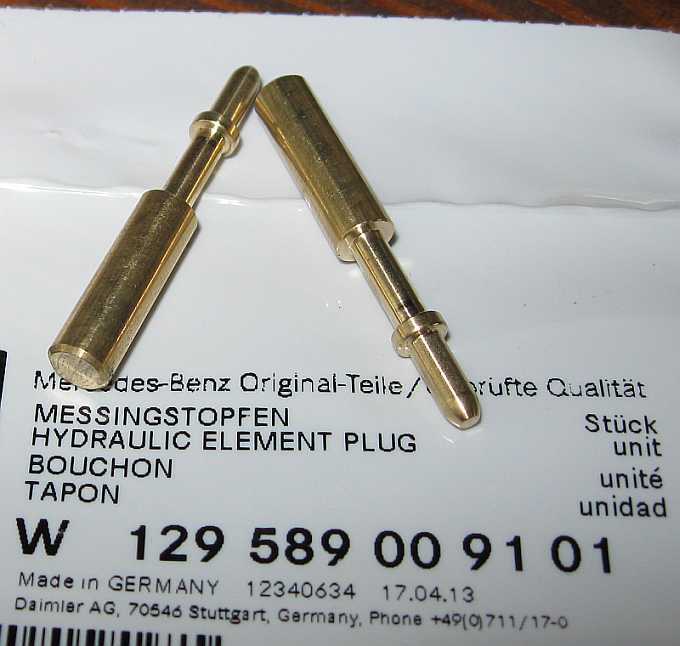 Mercedes-Benz Original-Teile/Geprüfte Qualität
MESSINGSTOPFEN Stück
HYDRAULIC ELEMENT PLUG unit
BOUCHON unité
TAPON unidad
W 129 589 00 91 01
Made in GERMANY 12340634 17.04.13
Daimler AG, 70546 Stuttgart, Germany, Phone +49(0)711/17-0